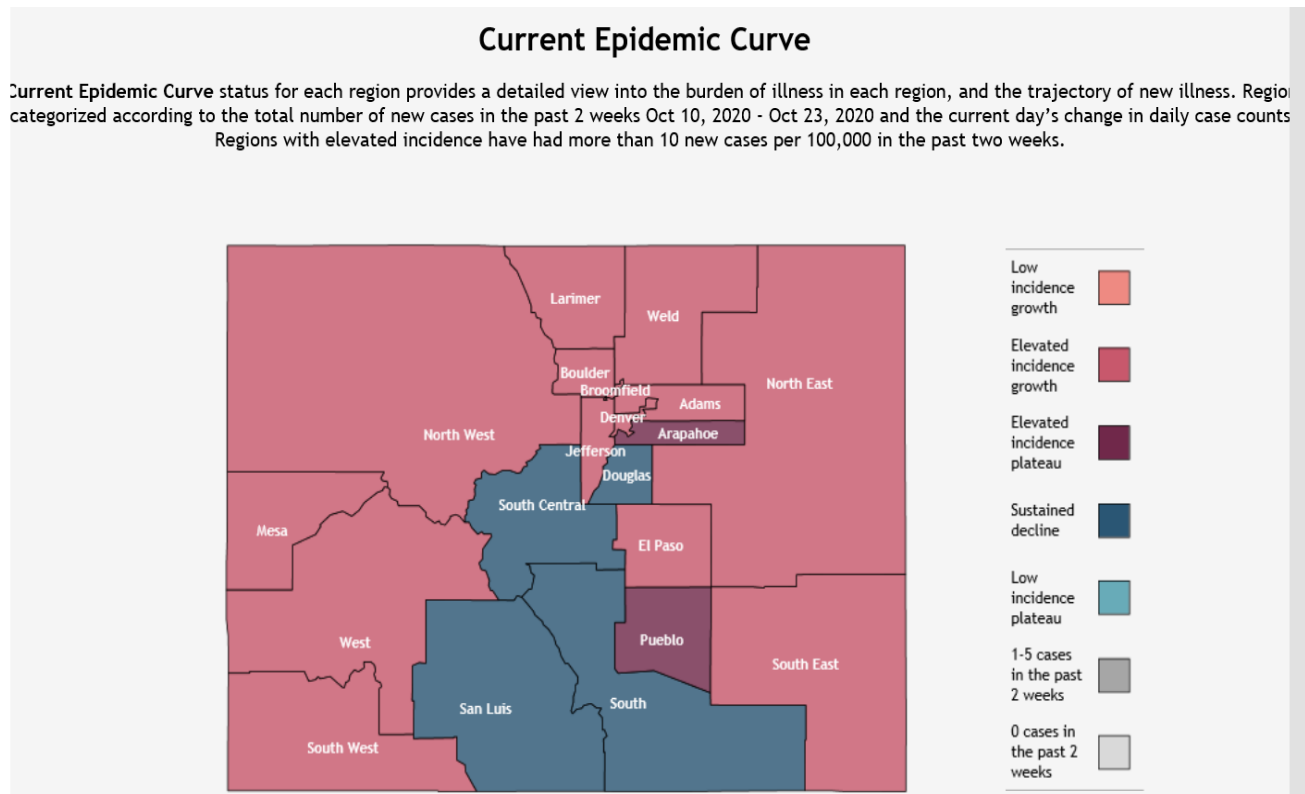 Current Epidemic Curve
Current Epidemic Curve status for each region provides a detailed view into the burden of illness in each region, and the trajectory of new illness.
categorized according to the total number of new cases in the past 2 weeks Oct 10, 2020 - Oct 23, 2020 and the current day's change in daily case counts
Regions with elevated incidence have had more than 10 new cases per 100,000 in the past two weeks.
Larimer
Weld
Boulder
Broomfield
North East
Adams
Denver
North West
Arapahoe
Jefferson
Douglas
South Central
Mesa
El Paso
West
Pueblo
South East
San Luis
South
South West
Low
incidence
growth
Elevated
incidence
growth
Elevated
incidence
plateau
Sustained
decline
Low
incidence
plateau
1-5 cases
in the past
2 weeks
0 cases in
the past 2
weeks